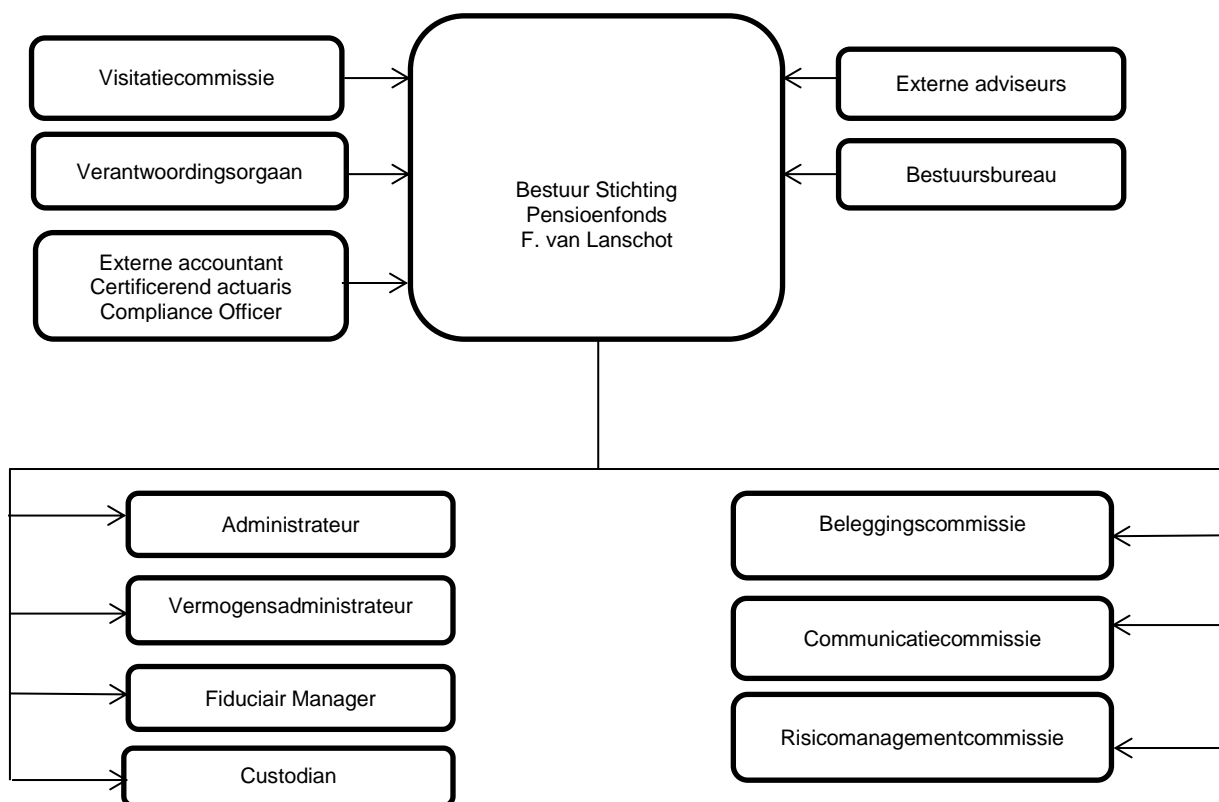 Visitatiecommissie
Verantwoordingsorgaan
Externe accountant
Certificerend actuaris
Compliance Officer
Bestuur Stichting
Pensioenfonds
F. van Lanschot
Externe adviseurs
Bestuursbureau
Administrateur
Vermogensadministrateur
Fiduciair Manager
Custodian
Beleggingscommissie
Communicatiecommissie
Risicomanagementcommissie